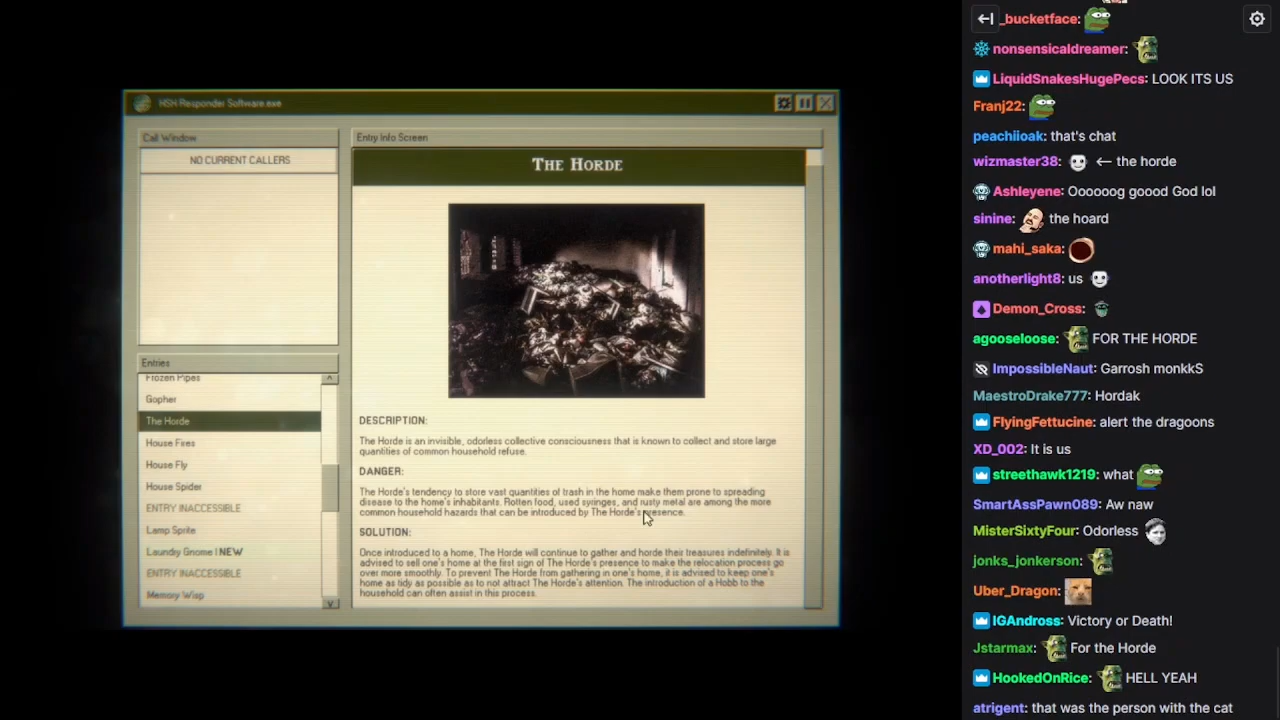 HSH Responder Software.exe
Call Window
NO CURRENT CALLERS
Entries
Frozen Pipes
Gopher
The Horde
House Fires
House Fly
House Spider
ENTRY INACCESSIBLE
Lamp Sprite
Laundry Gnome ! NEW
ENTRY INACCESSIBLE
Memory Wisp
Entry Info Screen
THE HORDE
DESCRIPTION:
The Horde is an invisible, odorless collective consciousness that is known to collect and store large
quantities of common household refuse.
DANGER:
The Horde's tendency to store vast quantities of trash in the home make them prone to spreading
disease to the home's inhabitants. Rotten food, used syringes, and rusty metal are among the more
common household hazards that can be introduced by The Horde's presence.
SOLUTION:
Once introduced to a home, The Horde will continue to gather and horde their treasures indefinitely. It is
advised to sell one's home at the first sign of The Horde's presence to make the relocation process go
over more smoothly. To prevent The Horde from gathering in one's home, it is advised to keep one's
home as tidy as possible as to not attract The Horde's attention. The introduction of a Hobb to the
household can often assist in this process.
_bucketface:
nonsensicaldreamer:
LiquidSnakesHugePecs: LOOK ITS US
Franj22:
peachiioak: that's chat
wizmaster38: <-- the horde
Ashleyene: Oooooog goood God lol
sinine: the hoard
mahi_saka:
anotherlight8: us
Demon_Cross:
agooseloose: FOR THE HORDE
ImpossibleNaut: Garrosh monkkS
MaestroDrake777: Hordak
FlyingFettucine: alert the dragoons
XD_002: It is us
streethawk1219: what
SmartAssPawn089: Aw naw
MisterSixtyFour: Odorless
jonks_jonkerson:
Uber_Dragon:
IGAndross: Victory or Death!
Jstarmax: For the Horde
HookedOnRice: HELL YEAH
atrigent: that was the person with the cat